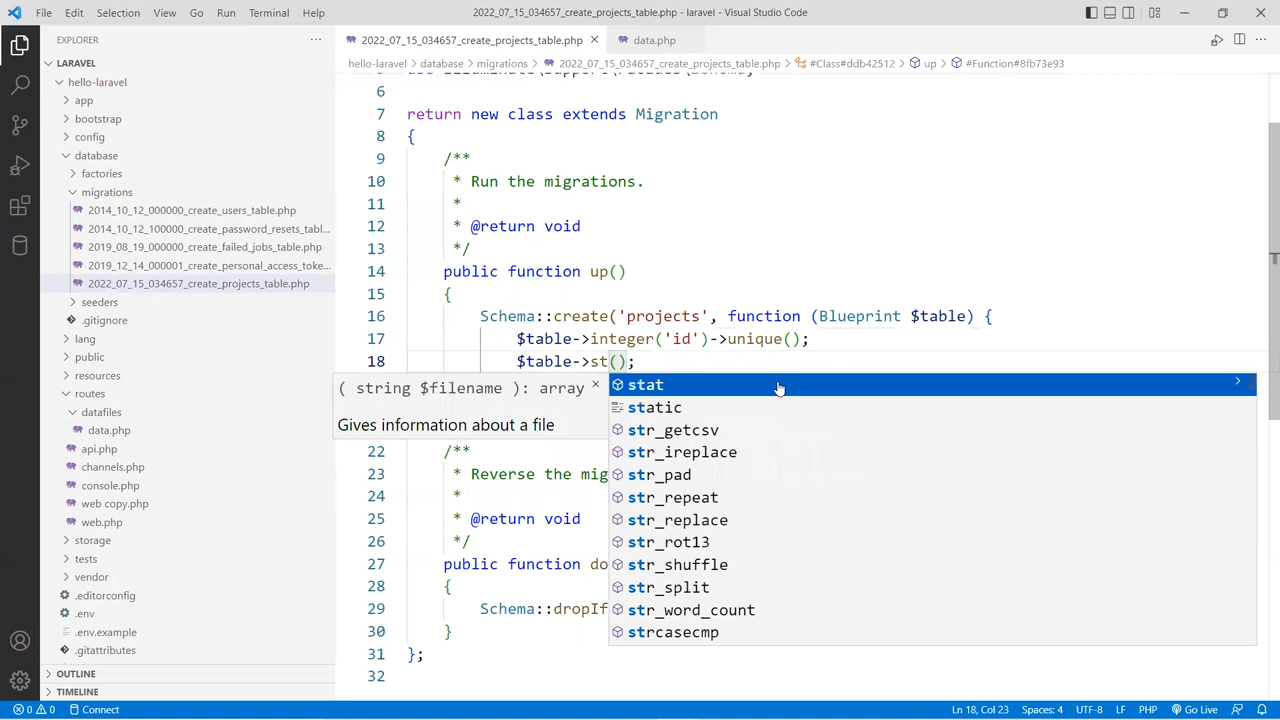 File Edit Selection View Go Run Terminal Help 2022_07_15_034657_create_projects_table.php - laravel - Visual Studio Code
EXPLORER
2022_07_15_034657_create_projects_table.php
data.php
LARAVEL
hello-laravel > database > migrations > 2022_07_15_034657_create_projects_table.php > #Class#ddb42512 > up > #Function#8fb73e93
hello-laravel
app
bootstrap
config
database
factories
migrations
2014_10_12_000000_create_users_table.php
2014_10_12_100000_create_password_resets_tabl...
2019_08_19_000000_create_failed_jobs_table.php
2019_12_14_000001_create_personal_access_toke...
2022_07_15_034657_create_projects_table.php
seeders
.gitignore
lang
public
resources
routes
datafiles
data.php
api.php
channels.php
console.php
web copy.php
web.php
storage
tests
vendor
.editorconfig
.env
.env.example
.gitattributes
OUTLINE
TIMELINE
6
7 return new class extends Migration
8 {
9 /**
10 * Run the migrations.
11 *
12 * @return void
13 */
14 public function up()
15 {
16 Schema::create('projects', function (Blueprint $table) {
17 $table->integer('id')->unique();
18 $table->st();
( string $filename ): array
Gives information about a file
stat
static
str_getcsv
str_ireplace
str_pad
str_repeat
str_replace
str_rot13
str_shuffle
str_split
str_word_count
strcasecmp
22 /**
23 * Reverse the mig
24 *
25 * @return void
26 */
27 public function do
28 {
29 Schema::dropIf
30 }
31 };
32
0 0 Connect Ln 18, Col 23 Spaces: 4 UTF-8 LF PHP Go Live